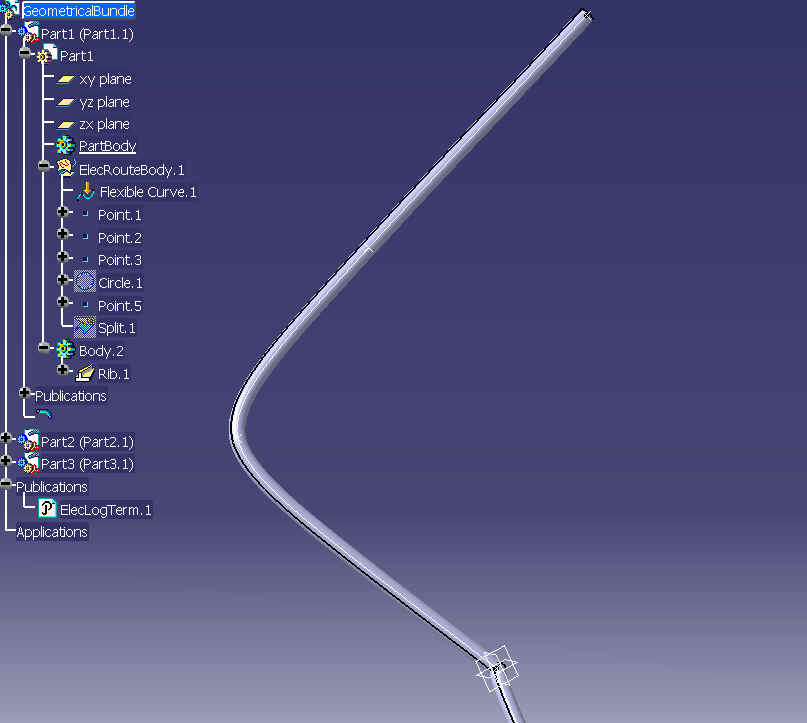 GeometricalBundle
Part1 (Part1.1)
Part1
xy plane
yz plane
zx plane
PartBody
ElecRouteBody.1
Flexible Curve.1
Point.1
Point.2
Point.3
Circle.1
Point.5
Split.1
Body.2
Rib.1
Publications
Part2 (Part2.1)
Part3 (Part3.1)
Publications
ElecLogTerm.1
Applications